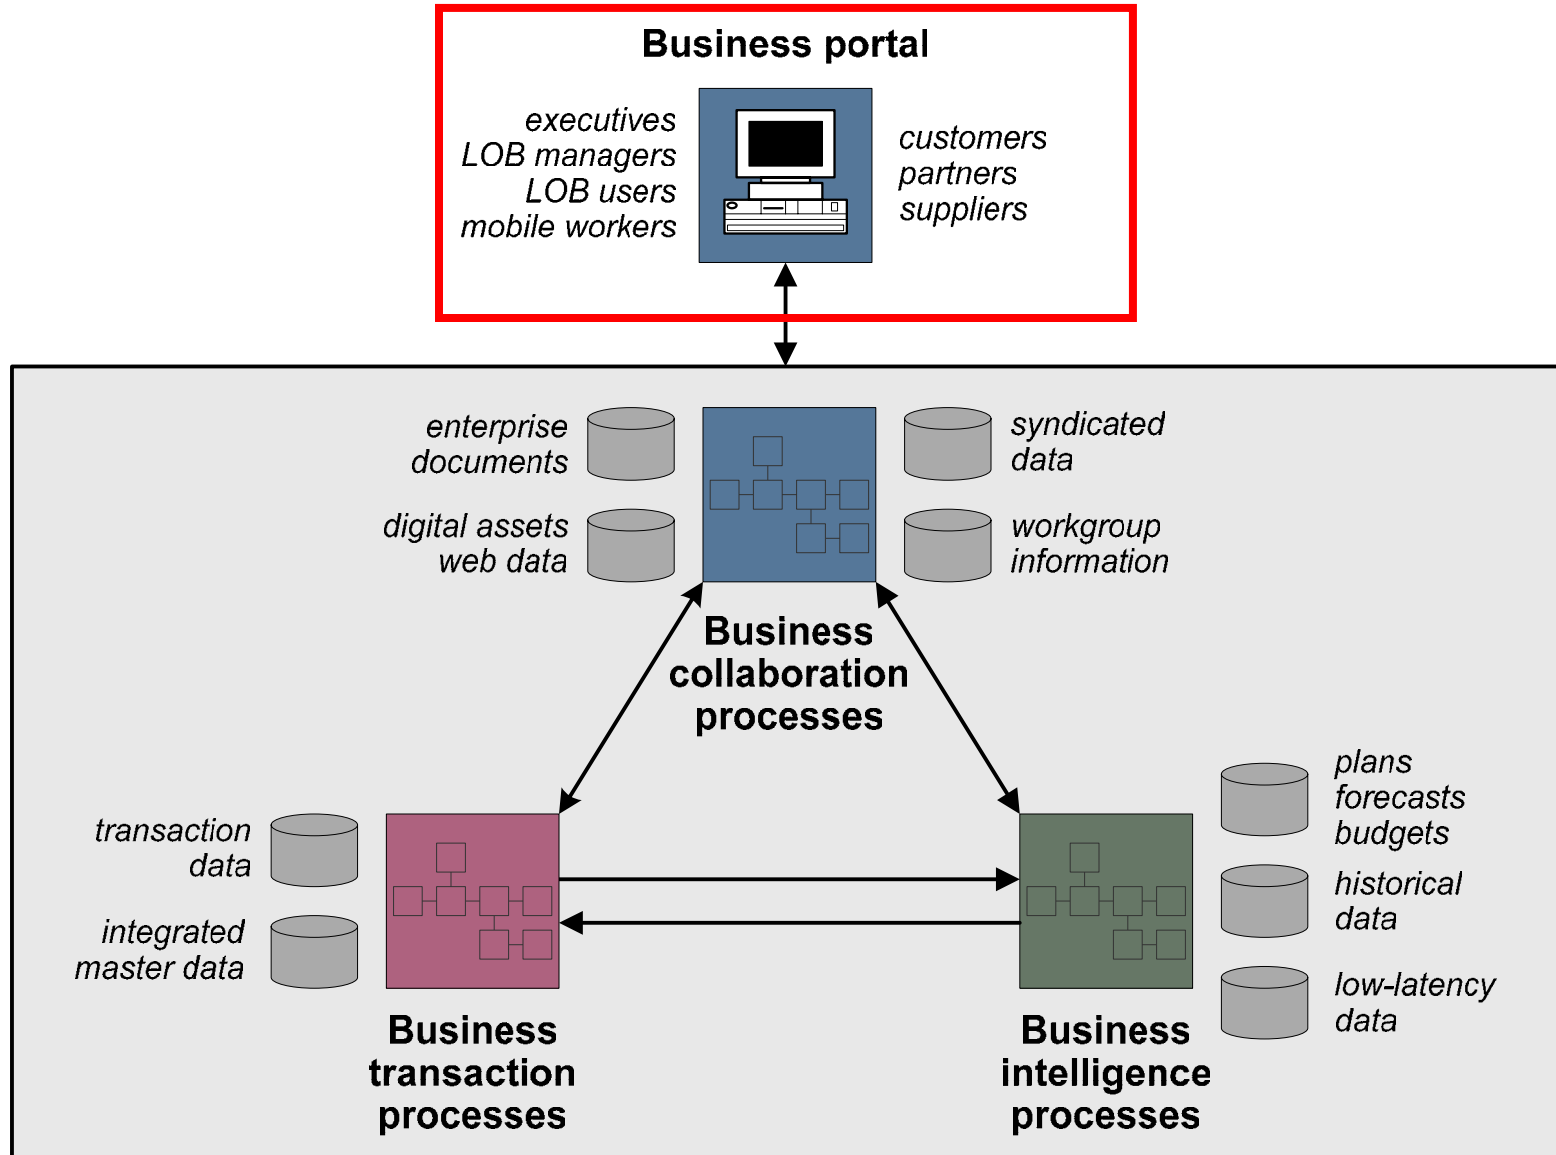 Business portal
executives
LOB managers
LOB users
mobile workers
customers
partners
suppliers
enterprise
documents
digital assets
web data
syndicated
data
workgroup
information
Business
collaboration
processes
transaction
data
integrated
master data
Business
transaction
processes
plans
forecasts
budgets
historical
data
low-latency
data
Business
intelligence
processes